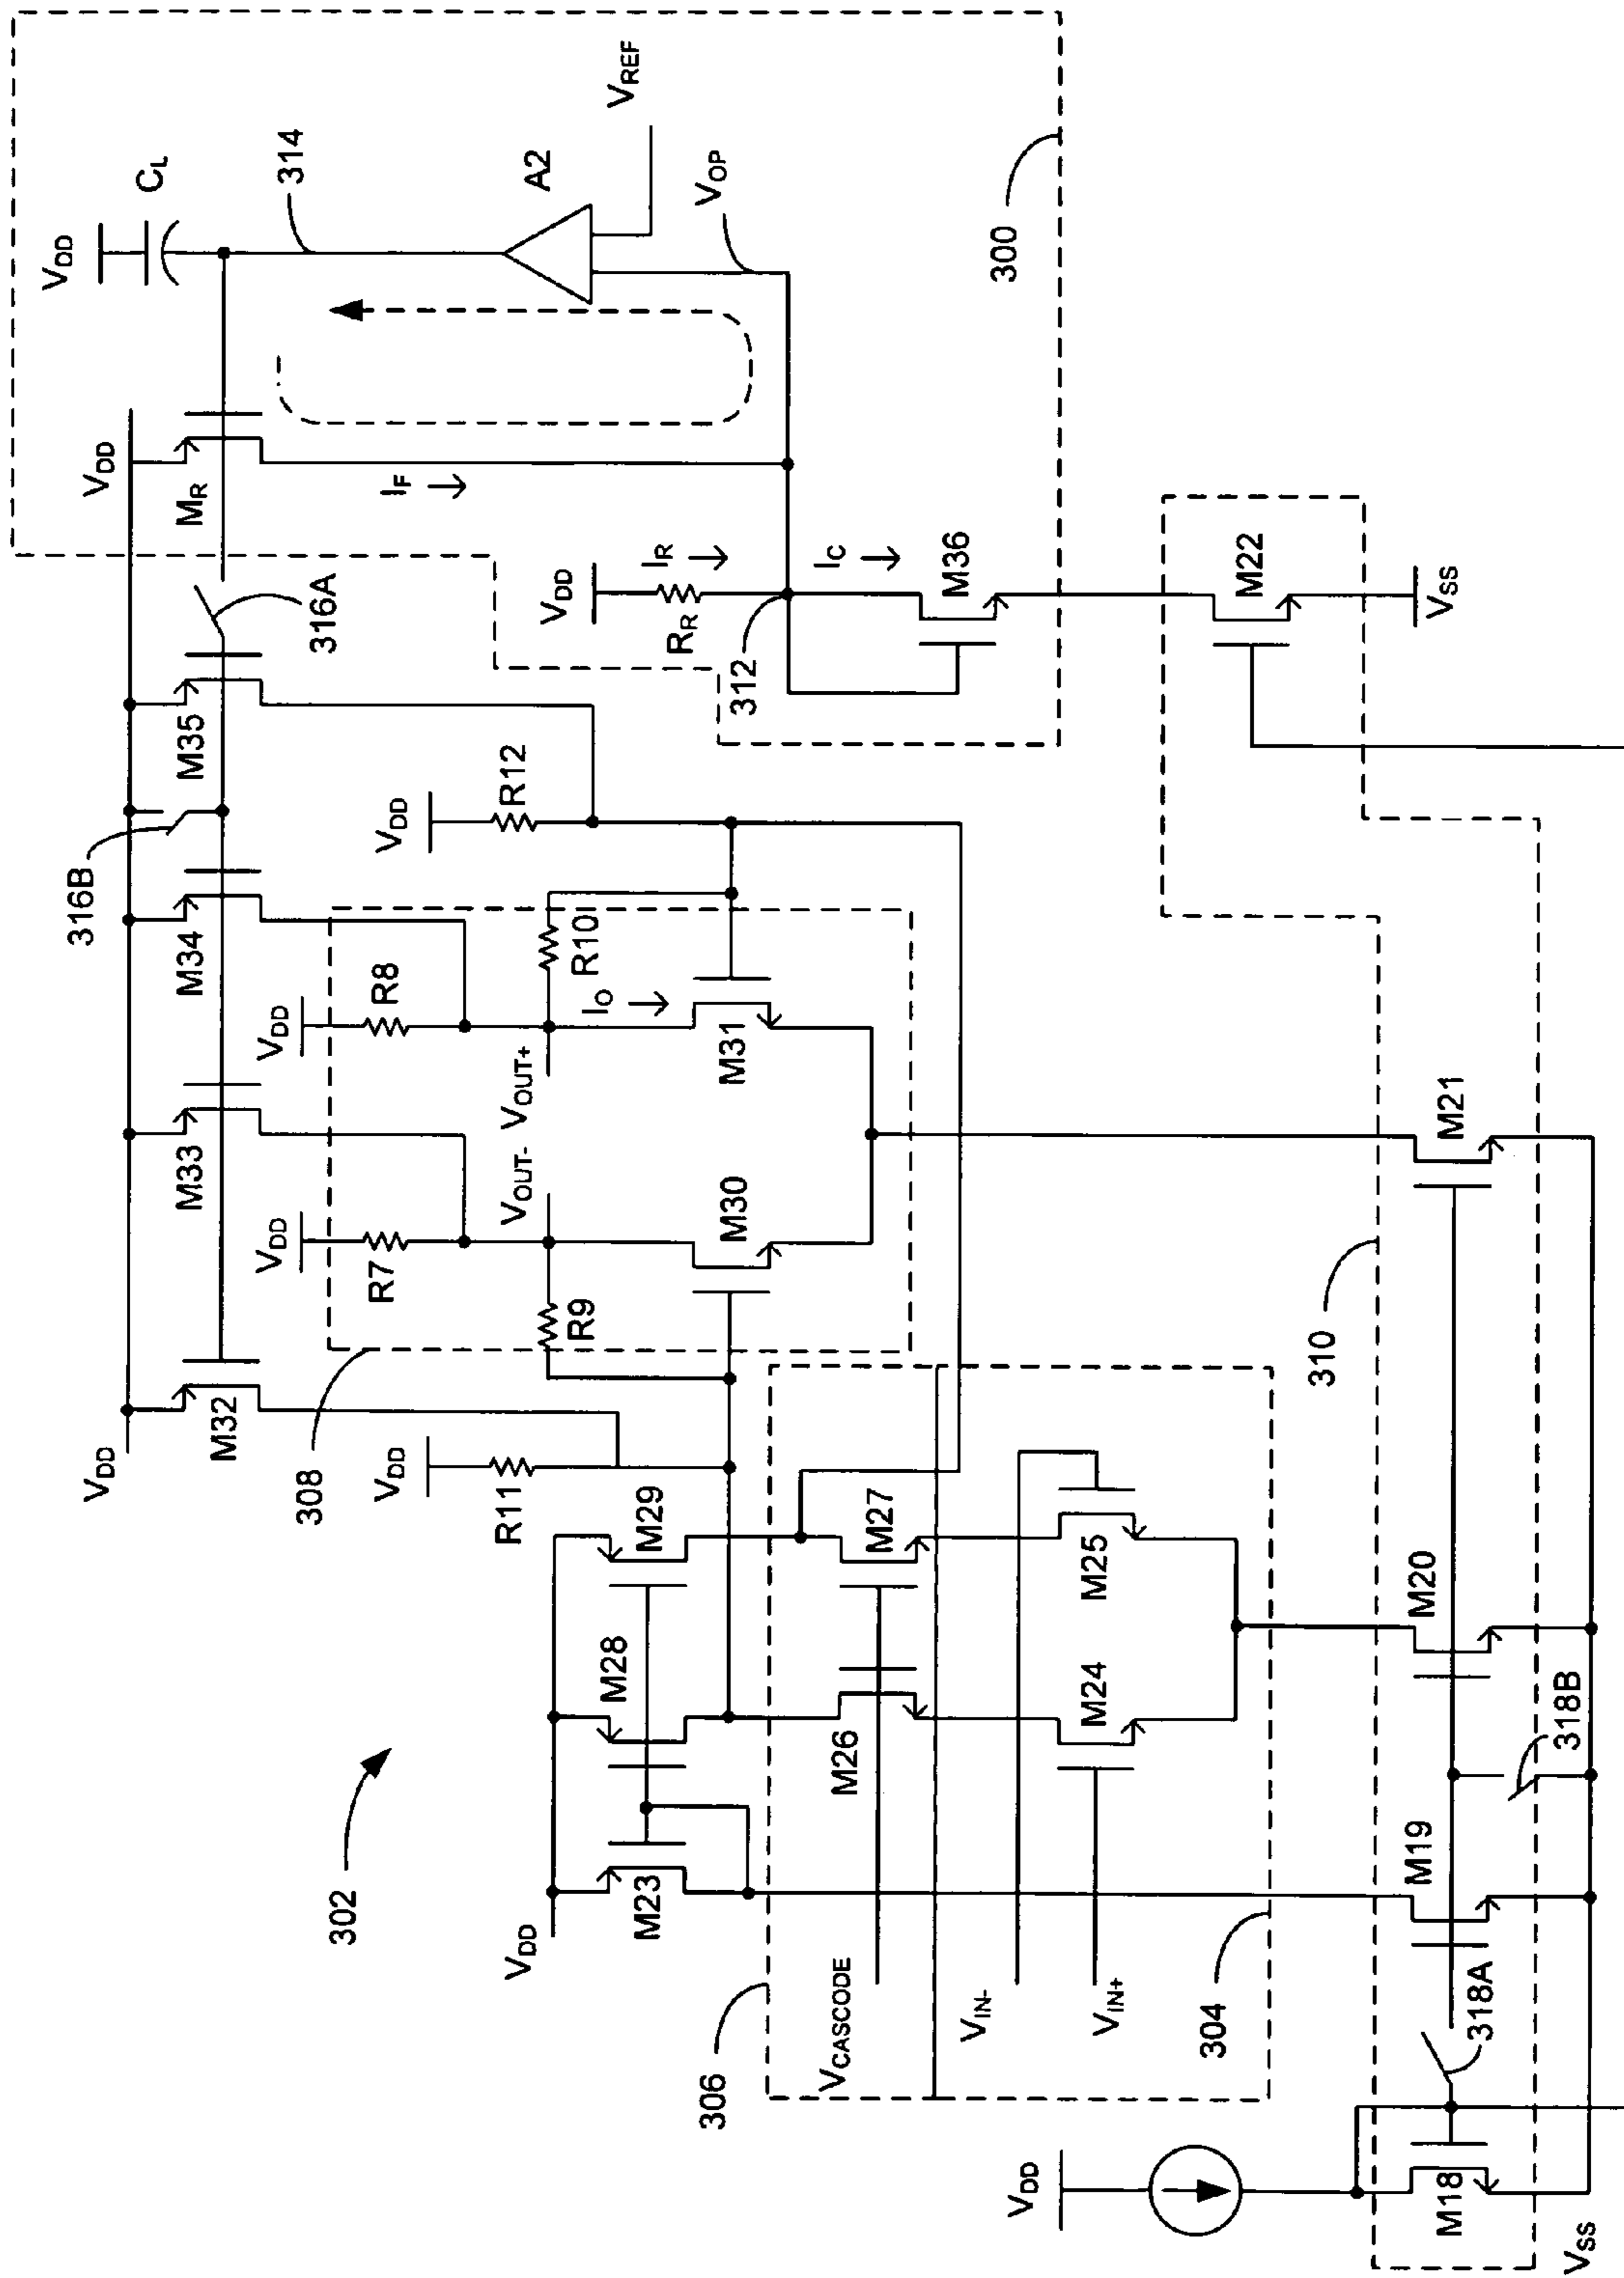 302
VDD
M23
M28
M29
VDD
R11
VDD
M32
308
VDD
R7
M33
VOUT-
VOUT+
VDD
R8
M34
316B
VDD
R12
M35
316A
VDD
MR
IF
VDD
CL
314
A2
VREF
VOP
300
VDD
RR
IR
312
IC
M36
R9
M30
IO
R10
M31
306
VCASCODE
M26
M27
VIN-
VIN+
304
M24
M25
310
VDD
M18
318A
M19
318B
M20
M21
M22
VSS
VSS